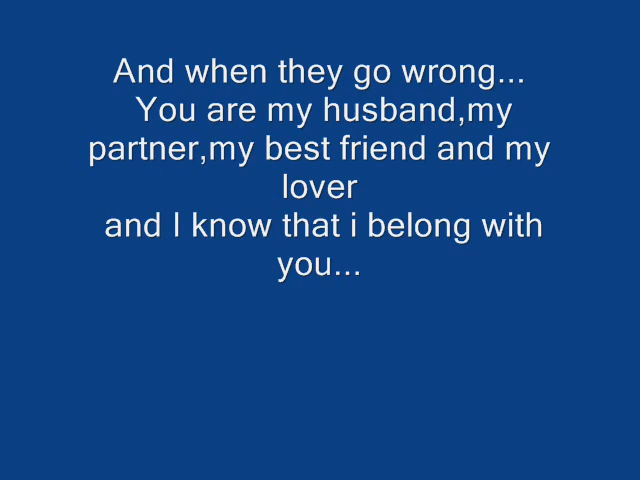 And when they go wrong...
You are my husband,my
partner,my best friend and my
lover
and I know that i belong with
you...